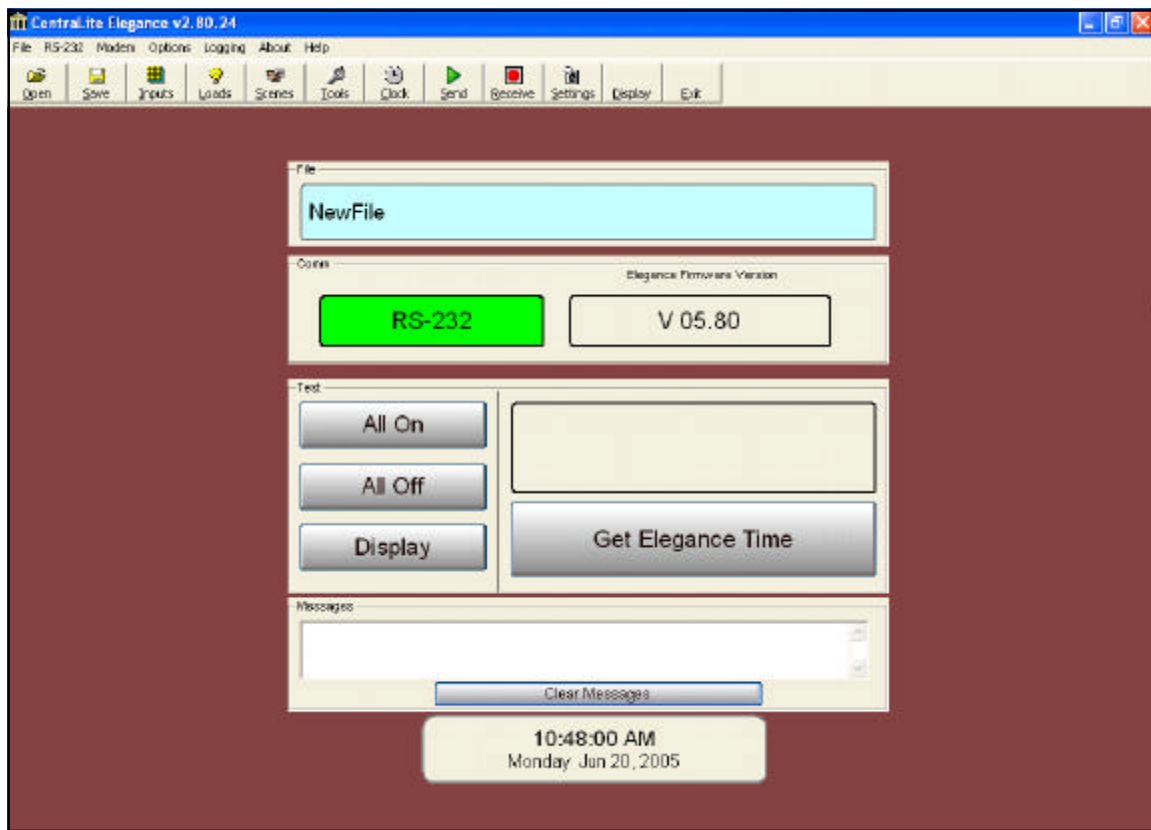 CentraLite Elegance v2.80.24
File RS-232 Modem Options Logging About Help
Open Save Inputs Loads Scenes Tools Clock Send Receive Settings Display Exit
File
NewFile
Comm
Elegance Firmware Version
RS-232
V 05.80
Test
All On
All Off
Display
Get Elegance Time
Messages
Clear Messages
10:48:00 AM
Monday Jun 20, 2005